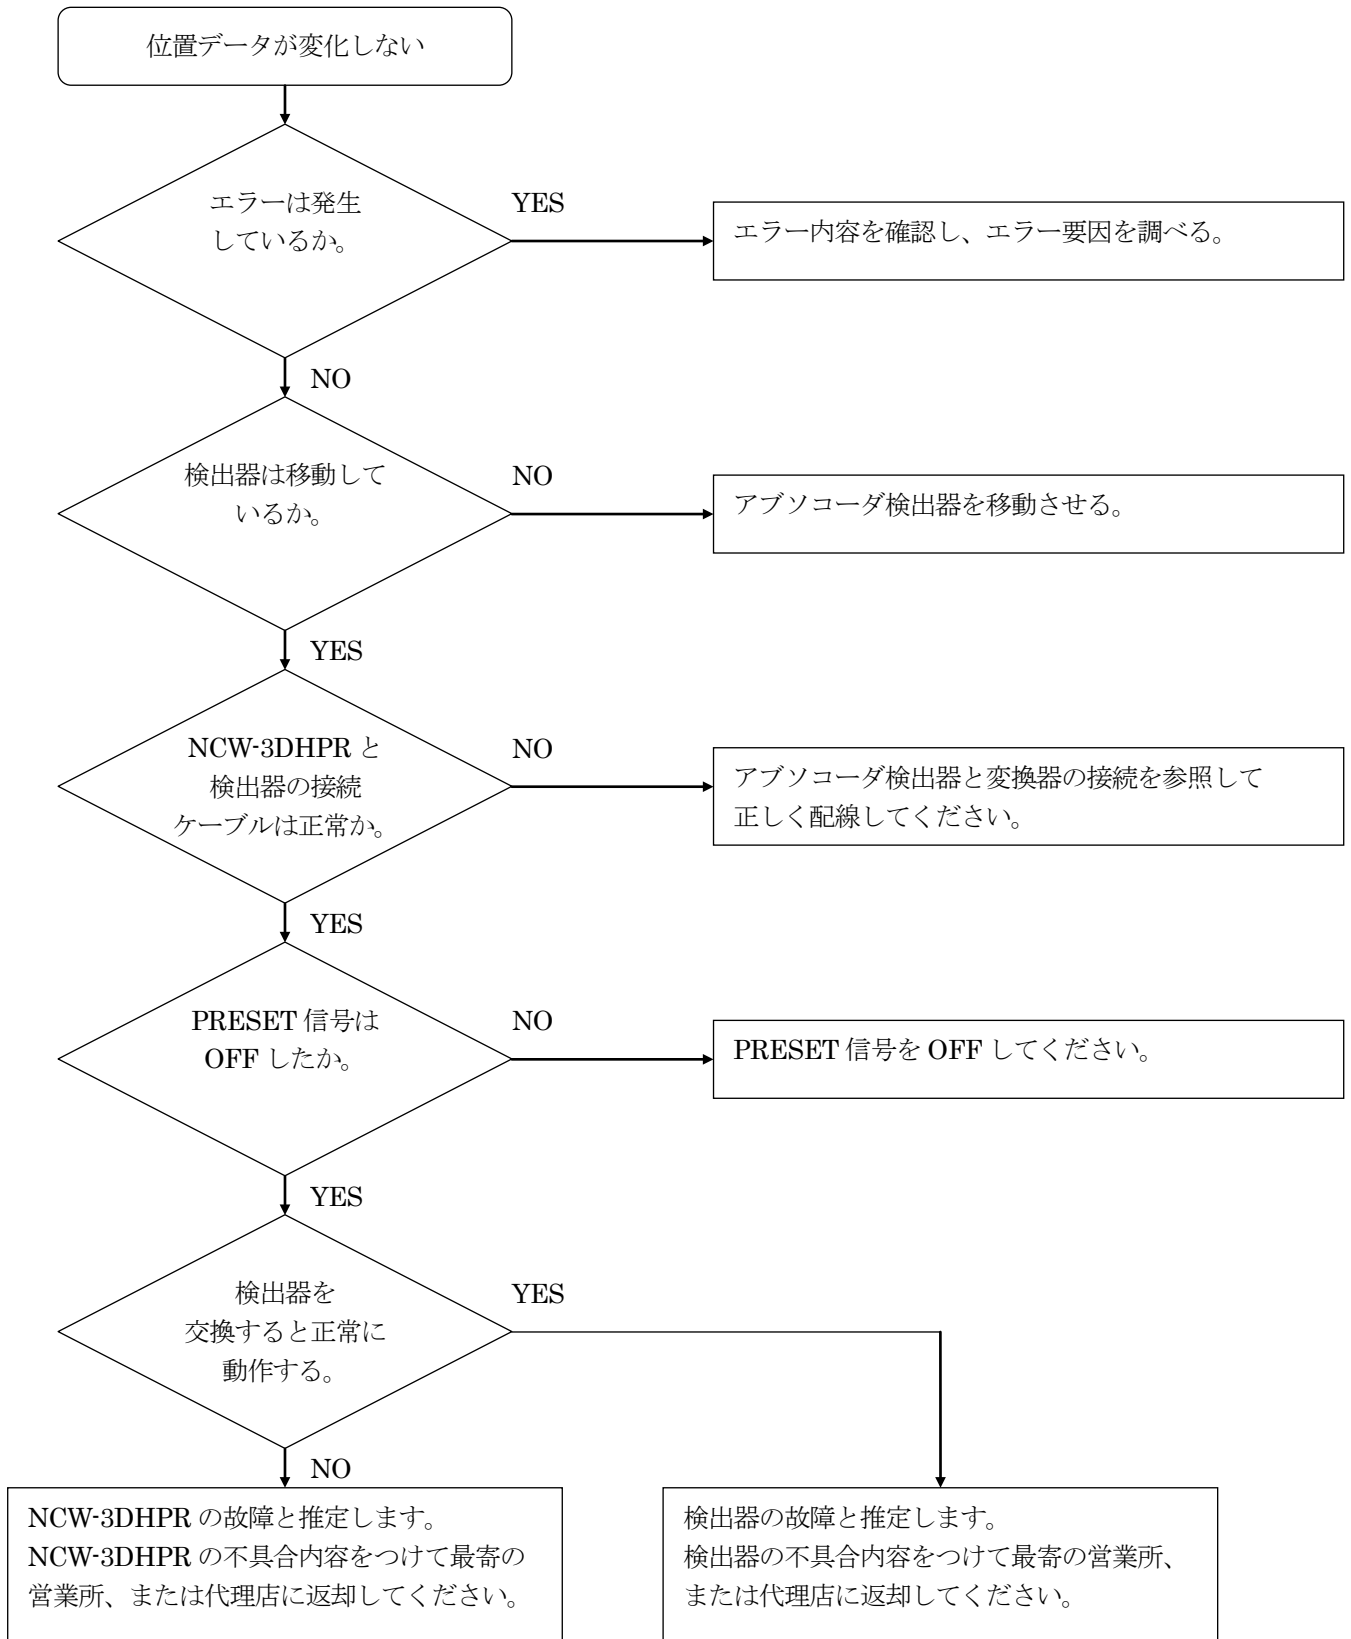 位置データが変化しない
エラーは発生
しているか。
YES
エラー内容を確認し、エラー要因を調べる。
NO
検出器は移動して
いるか。
NO
アブソコーダ検出器を移動させる。
YES
NCW-3DHPR と
検出器の接続
ケーブルは正常か。
NO
アブソコーダ検出器と変換器の接続を参照して
正しく配線してください。
YES
PRESET 信号は
OFF したか。
NO
PRESET 信号を OFF してください。
YES
検出器を
交換すると正常に
動作する。
YES
NO
NCW-3DHPR の故障と推定します。
NCW-3DHPR の不具合内容をつけて最寄の
営業所、または代理店に返却してください。
検出器の故障と推定します。
検出器の不具合内容をつけて最寄の営業所、
または代理店に返却してください。